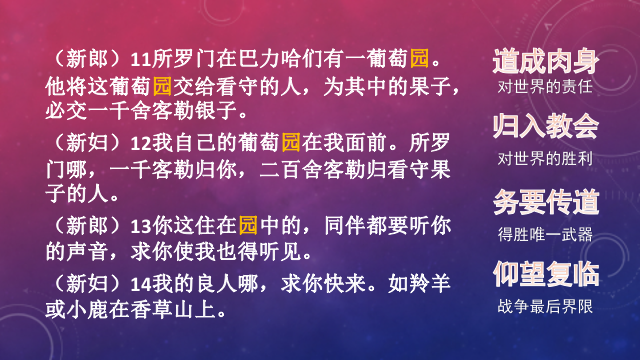 （新郎）11所罗门在巴力哈们有一葡萄园。
他将这葡萄园交给看守的人，为其中的果子，
必交一千舍客勒银子。
（新妇）12我自己的葡萄园在我面前。所罗
门哪，一千客勒归你，二百舍客勒归看守果
子的人。
（新郎）13你这住在园中的，同伴都要听你
的声音，求你使我也得听见。
（新妇）14我的良人哪，求你快来。如羚羊
或小鹿在香草山上。
道成肉身
对世界的责任
归入教会
对世界的胜利
务要传道
得胜唯一武器
仰望复临
战争最后界限